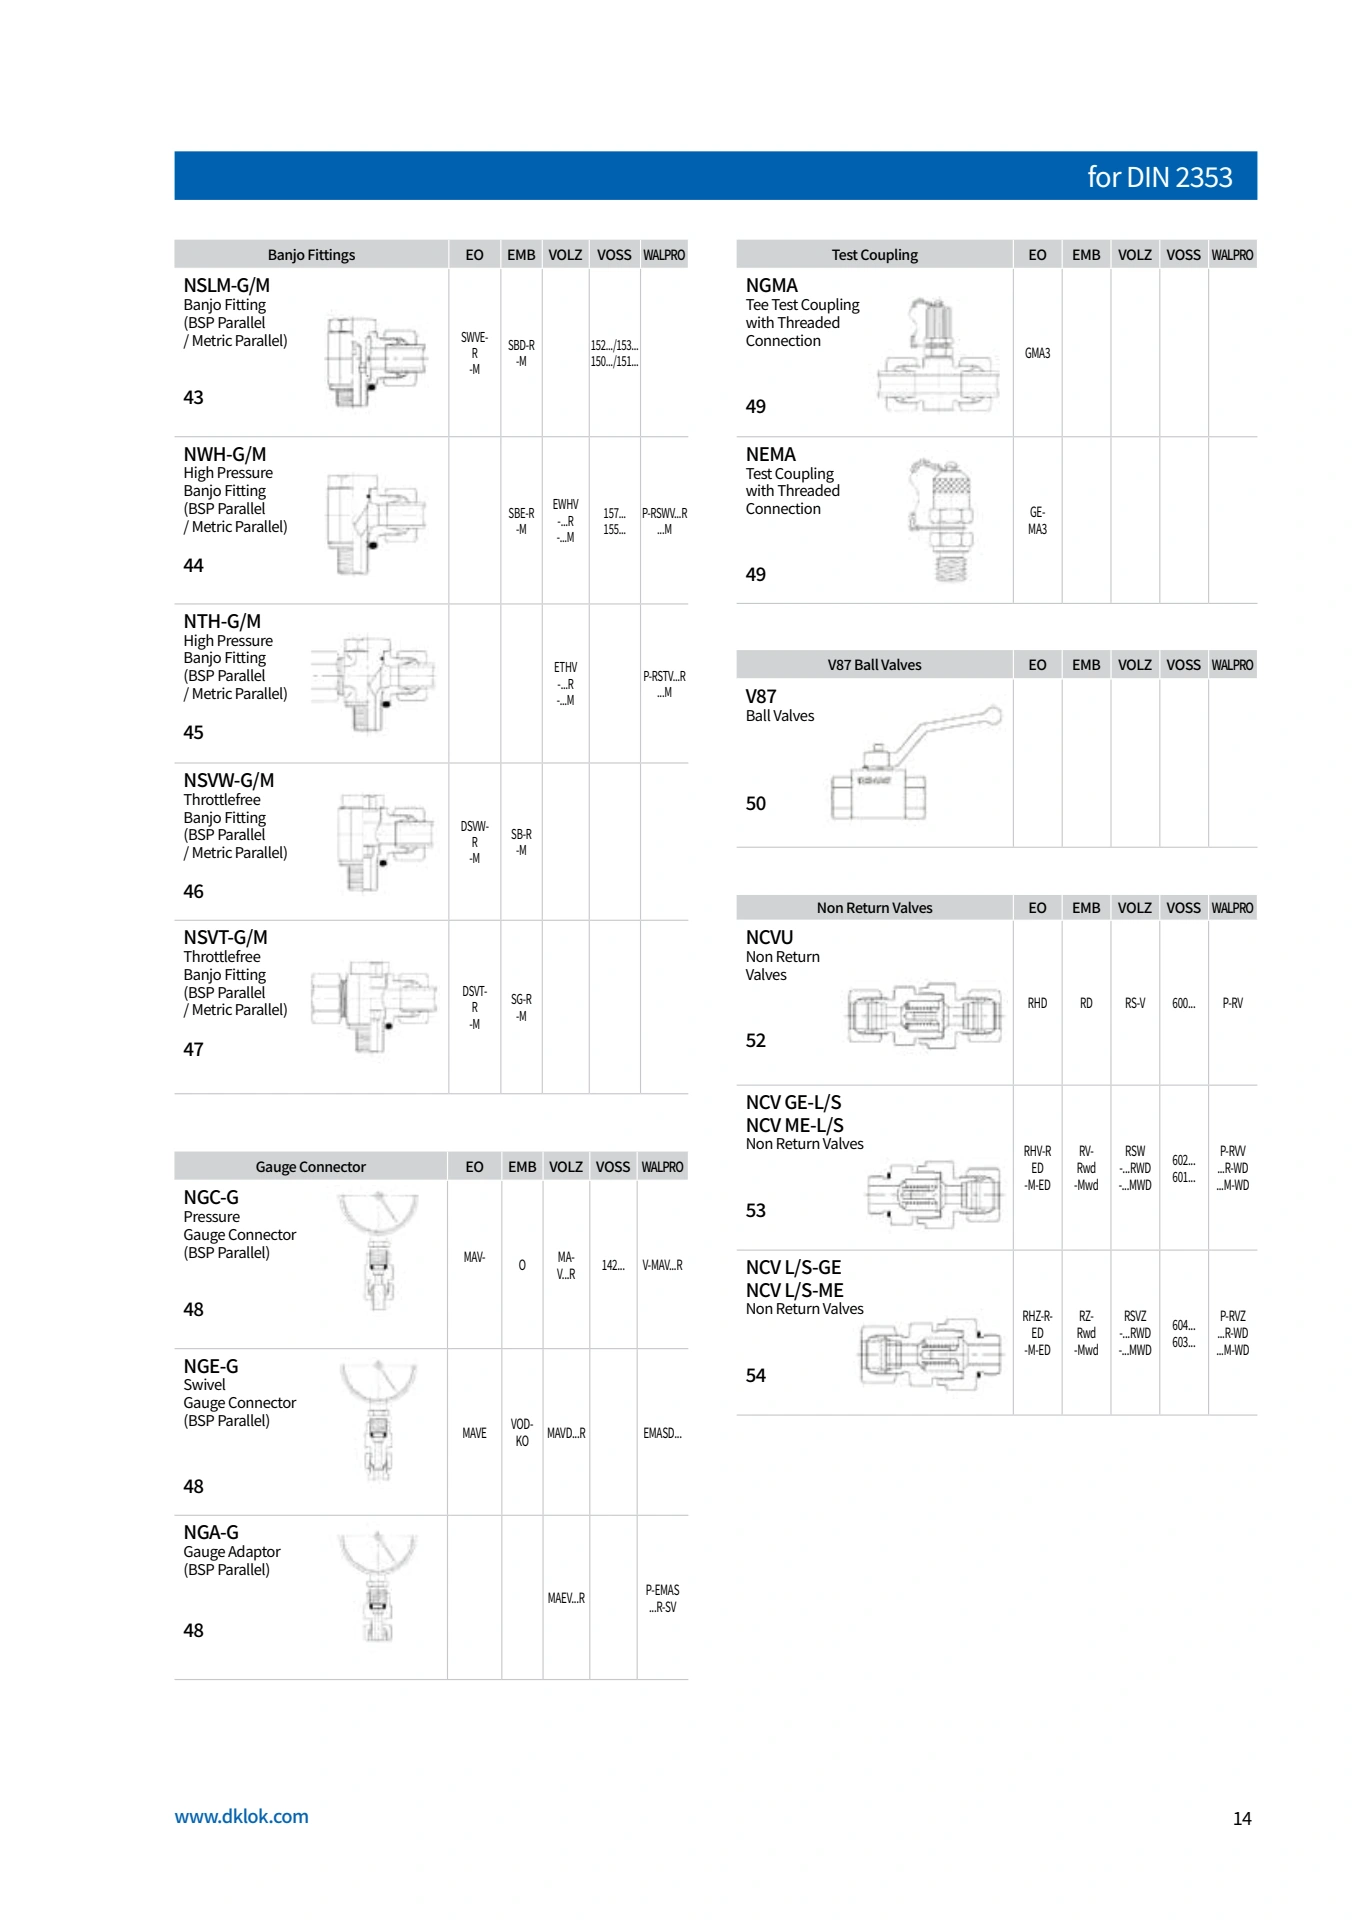 for DIN 2353
Banjo Fittings EO EMB VOLZ VOSS WALPRO
NSLM-G/M
Banjo Fitting
(BSP Parallel
/ Metric Parallel)
43
SWVE-
R
-M
SBD-R
-M
152.../153...
150.../151...
NWH-G/M
High Pressure
Banjo Fitting
(BSP Parallel
/ Metric Parallel)
44
SBE-R
-M
EWHV
-...R
-...M
157...
155...
P-RSWV...R
...M
NTH-G/M
High Pressure
Banjo Fitting
(BSP Parallel
/ Metric Parallel)
45
ETHV
-...R
-...M
P-RSTV...R
...M
NSVW-G/M
Throttlefree
Banjo Fitting
(BSP Parallel
/ Metric Parallel)
46
DSVW-
R
-M
SB-R
-M
NSVT-G/M
Throttlefree
Banjo Fitting
(BSP Parallel
/ Metric Parallel)
47
DSVT-
R
-M
SG-R
-M
Gauge Connector EO EMB VOLZ VOSS WALPRO
NGC-G
Pressure
Gauge Connector
(BSP Parallel)
48
MAV-
O
MA-
V...R
142...
V-MAV...R
NGE-G
Swivel
Gauge Connector
(BSP Parallel)
48
MAVE
VOD-
KO
MAVD...R
EMASD...
NGA-G
Gauge Adaptor
(BSP Parallel)
48
MAEV...R
P-EMAS
...R-SV
Test Coupling EO EMB VOLZ VOSS WALPRO
NGMA
Tee Test Coupling
with Threaded
Connection
49
GMA3
NEMA
Test Coupling
with Threaded
Connection
49
GE-
MA3
V87 Ball Valves EO EMB VOLZ VOSS WALPRO
V87
Ball Valves
50
Non Return Valves EO EMB VOLZ VOSS WALPRO
NCVU
Non Return
Valves
52
RHD
RD
RS-V
600...
P-RV
NCV GE-L/S
NCV ME-L/S
Non Return Valves
53
RHV-R
ED
-M-ED
RV-
Rwd
-Mwd
RSW
-...RWD
-...MWD
602...
601...
P-RVV
...R-WD
...M-WD
NCV L/S-GE
NCV L/S-ME
Non Return Valves
54
RHZ-R-
ED
-M-ED
RZ-
Rwd
-Mwd
RSVZ
-...RWD
-...MWD
604...
603...
P-RVZ
...R-WD
...M-WD
www.dklok.com
14